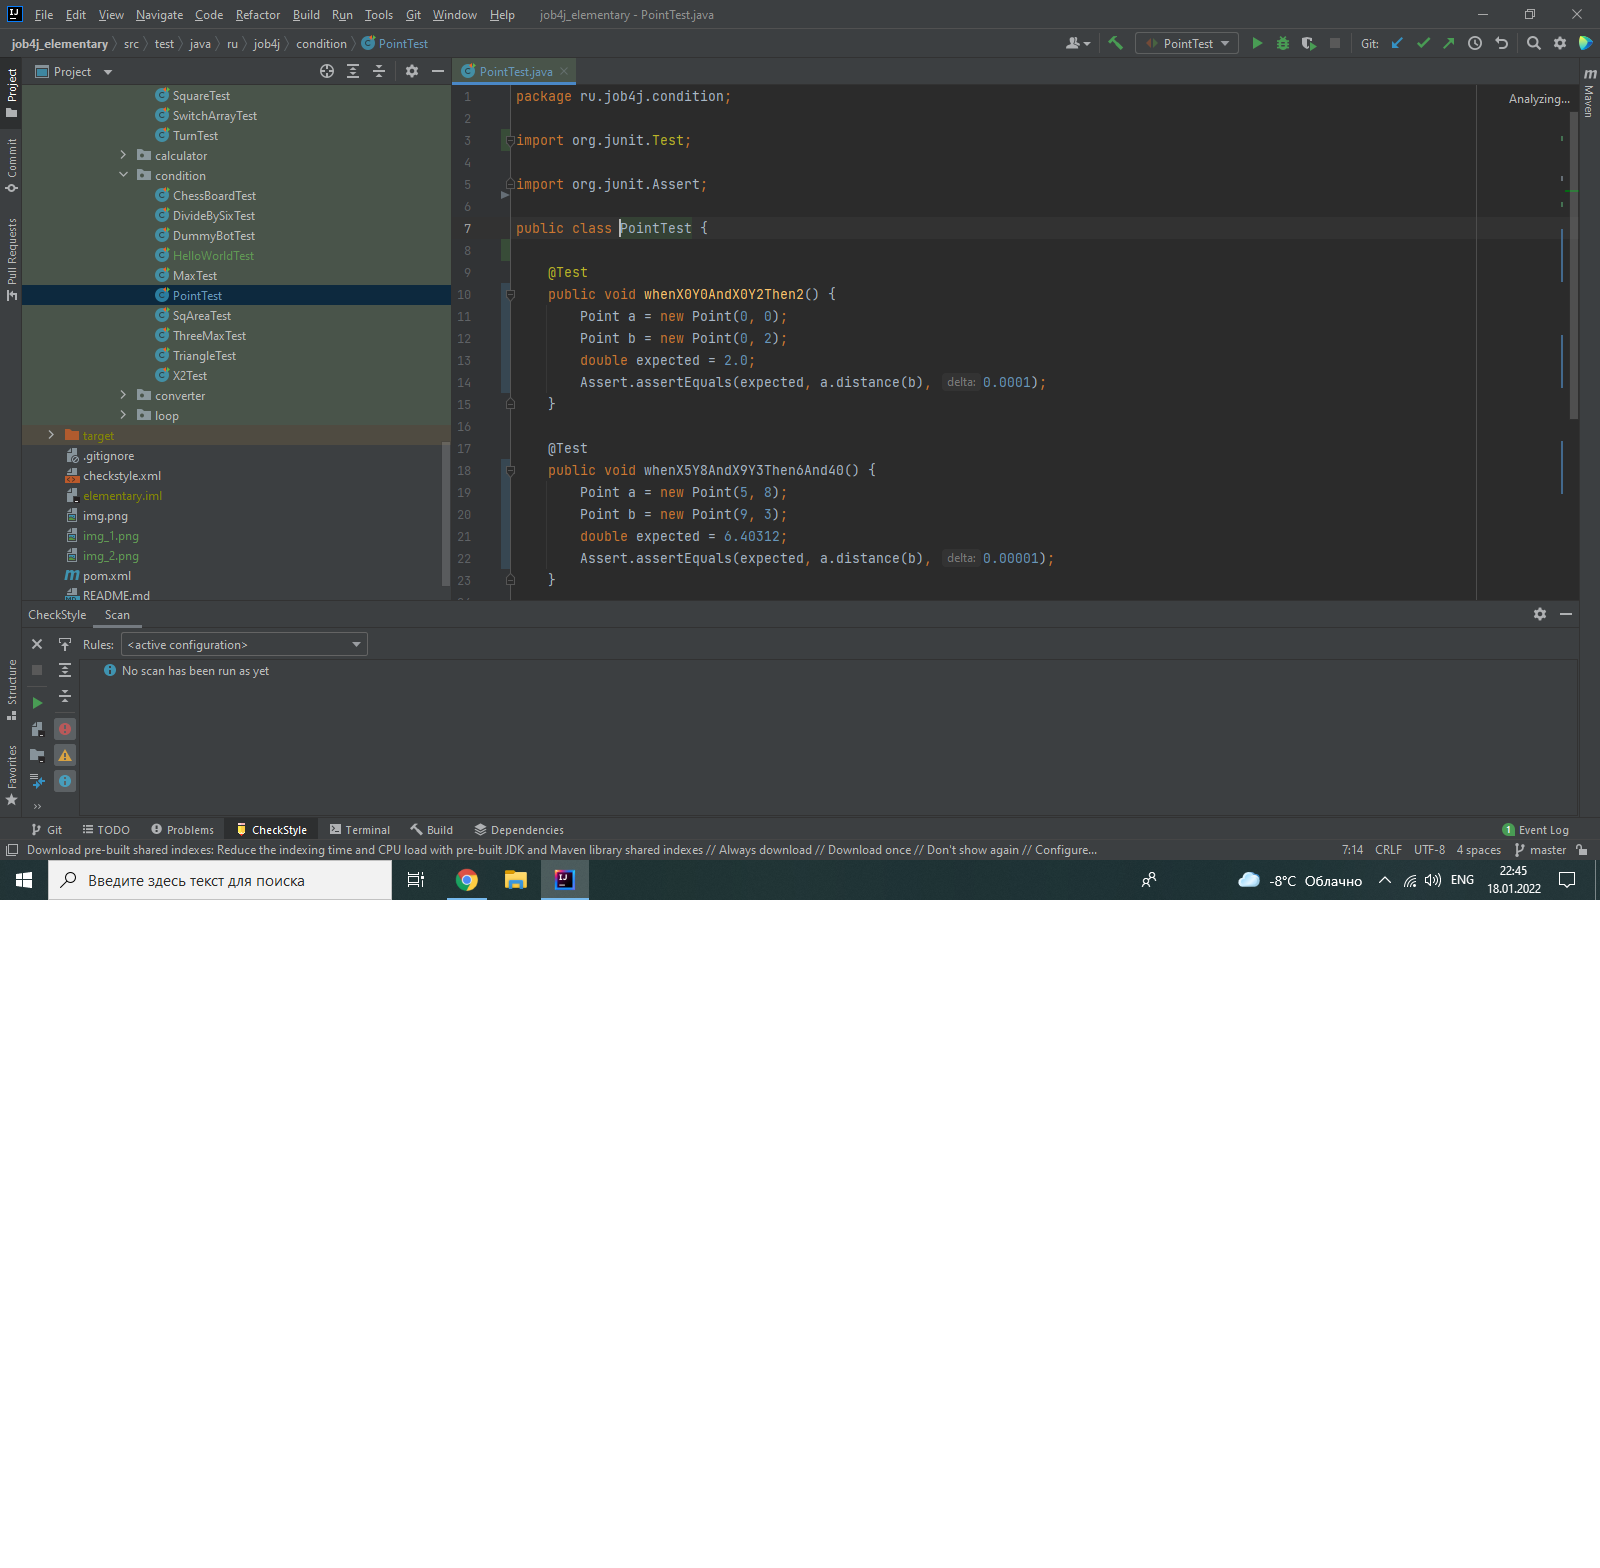 File Edit View Navigate Code Refactor Build Run Tools Git Window Help job4j_elementary - PointTest.java
job4j_elementary src test java ru job4j condition PointTest
PointTest
Git:
Project
PointTest.java
Project
Commit
Pull Requests
Structure
Favorites
Maven
SquareTest
SwitchArrayTest
TurnTest
calculator
condition
ChessBoardTest
DivideBySixTest
DummyBotTest
HelloWorldTest
MaxTest
PointTest
SqAreaTest
ThreeMaxTest
TriangleTest
X2Test
converter
loop
target
.gitignore
checkstyle.xml
elementary.iml
img.png
img_1.png
img_2.png
pom.xml
README.md
Analyzing...
1 package ru.job4j.condition;
2
3 import org.junit.Test;
4
5 import org.junit.Assert;
6
7 public class PointTest {
8
9 @Test
10 public void whenX0Y0AndX0Y2Then2() {
11 Point a = new Point(0, 0);
12 Point b = new Point(0, 2);
13 double expected = 2.0;
14 Assert.assertEquals(expected, a.distance(b), delta: 0.0001);
15 }
16
17 @Test
18 public void whenX5Y8AndX9Y3Then6And40() {
19 Point a = new Point(5, 8);
20 Point b = new Point(9, 3);
21 double expected = 6.40312;
22 Assert.assertEquals(expected, a.distance(b), delta: 0.00001);
23 }
CheckStyle Scan
Rules: <active configuration>
No scan has been run as yet
Git TODO Problems CheckStyle Terminal Build Dependencies 1 Event Log
Download pre-built shared indexes: Reduce the indexing time and CPU load with pre-built JDK and Maven library shared indexes // Always download // Download once // Don't show again // Configure... 7:14 CRLF UTF-8 4 spaces master
Введите здесь текст для поиска
-8°C Облачно ENG
22:45
18.01.2022